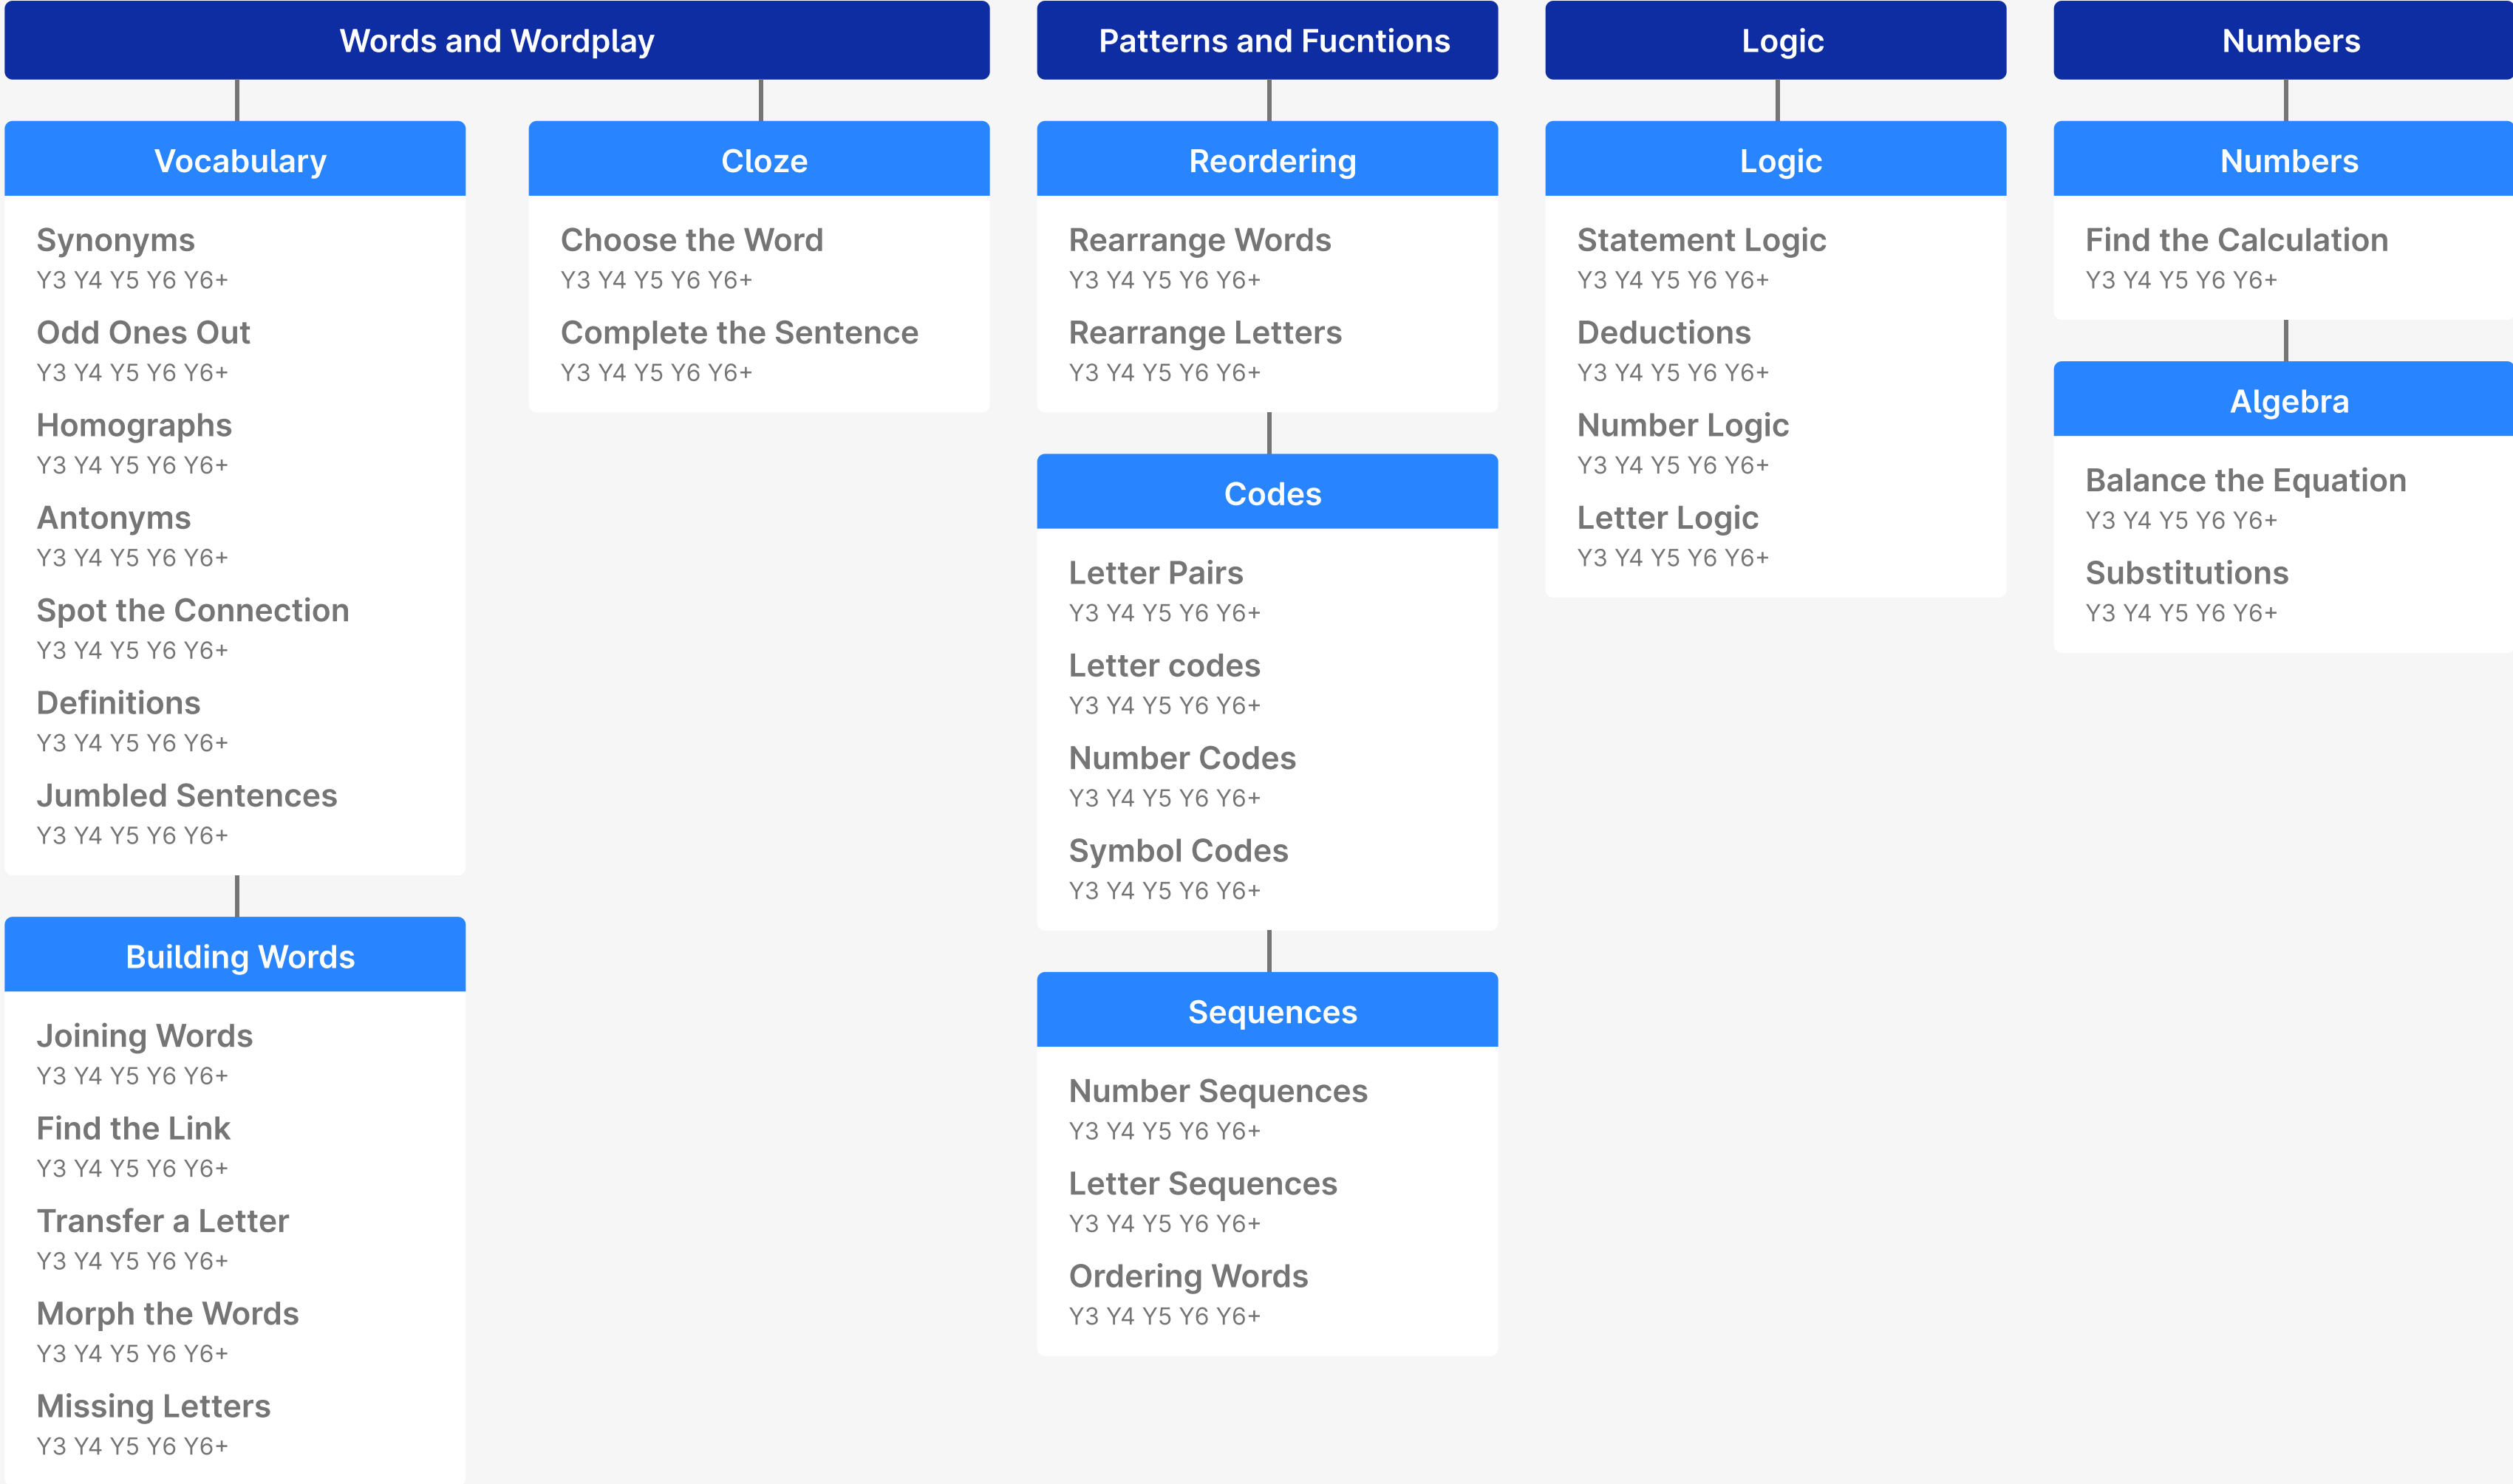 Words and Wordplay
Vocabulary
Synonyms
Y3 Y4 Y5 Y6 Y6+
Odd Ones Out
Y3 Y4 Y5 Y6 Y6+
Homographs
Y3 Y4 Y5 Y6 Y6+
Antonyms
Y3 Y4 Y5 Y6 Y6+
Spot the Connection
Y3 Y4 Y5 Y6 Y6+
Definitions
Y3 Y4 Y5 Y6 Y6+
Jumbled Sentences
Y3 Y4 Y5 Y6 Y6+
Building Words
Joining Words
Y3 Y4 Y5 Y6 Y6+
Find the Link
Y3 Y4 Y5 Y6 Y6+
Transfer a Letter
Y3 Y4 Y5 Y6 Y6+
Morph the Words
Y3 Y4 Y5 Y6 Y6+
Missing Letters
Y3 Y4 Y5 Y6 Y6+
Cloze
Choose the Word
Y3 Y4 Y5 Y6 Y6+
Complete the Sentence
Y3 Y4 Y5 Y6 Y6+
Patterns and Fucntions
Reordering
Rearrange Words
Y3 Y4 Y5 Y6 Y6+
Rearrange Letters
Y3 Y4 Y5 Y6 Y6+
Codes
Letter Pairs
Y3 Y4 Y5 Y6 Y6+
Letter codes
Y3 Y4 Y5 Y6 Y6+
Number Codes
Y3 Y4 Y5 Y6 Y6+
Symbol Codes
Y3 Y4 Y5 Y6 Y6+
Sequences
Number Sequences
Y3 Y4 Y5 Y6 Y6+
Letter Sequences
Y3 Y4 Y5 Y6 Y6+
Ordering Words
Y3 Y4 Y5 Y6 Y6+
Logic
Logic
Statement Logic
Y3 Y4 Y5 Y6 Y6+
Deductions
Y3 Y4 Y5 Y6 Y6+
Number Logic
Y3 Y4 Y5 Y6 Y6+
Letter Logic
Y3 Y4 Y5 Y6 Y6+
Numbers
Numbers
Find the Calculation
Y3 Y4 Y5 Y6 Y6+
Algebra
Balance the Equation
Y3 Y4 Y5 Y6 Y6+
Substitutions
Y3 Y4 Y5 Y6 Y6+